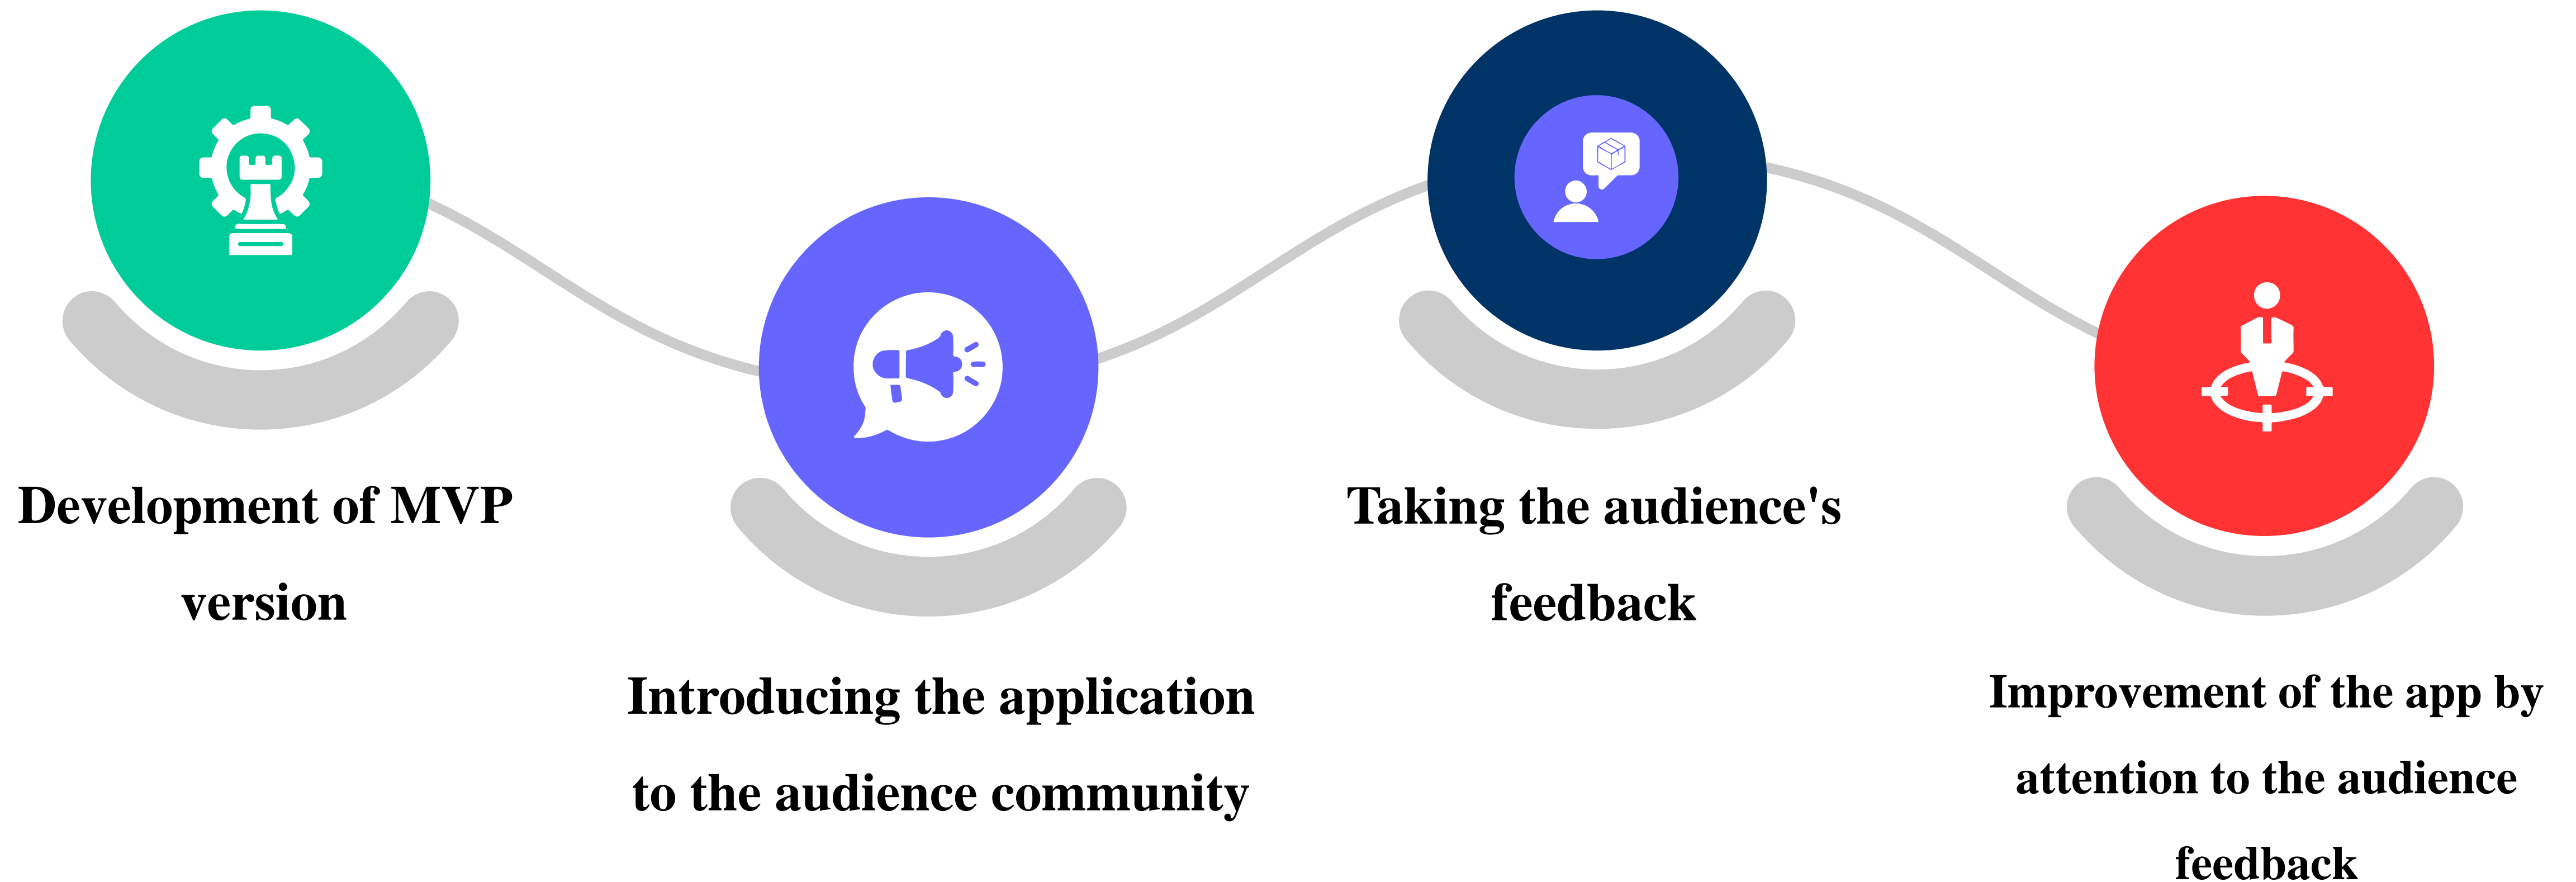 Development of MVP
version
Introducing the application
to the audience community
Taking the audience's
feedback
Improvement of the app by
attention to the audience
feedback